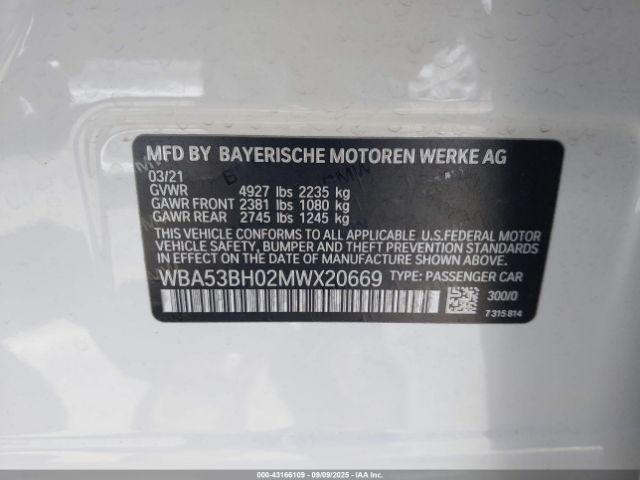 MFD BY BAYERISCHE MOTOREN WERKE AG
03/21
GVWR 4927 lbs 2235 kg
GAWR FRONT 2381 lbs 1080 kg
GAWR REAR 2745 lbs 1245 kg
THIS VEHICLE CONFORMS TO ALL APPLICABLE U.S.FEDERAL MOTOR
VEHICLE SAFETY, BUMPER AND THEFT PREVENTION STANDARDS
IN EFFECT ON THE DATE OF MANUFACTURE SHOWN ABOVE.
WBA53BH02MWX20669 TYPE: PASSENGER CAR
300/0
7315814
000-43166109 - 09/09/2025 - IAAHQ Copart